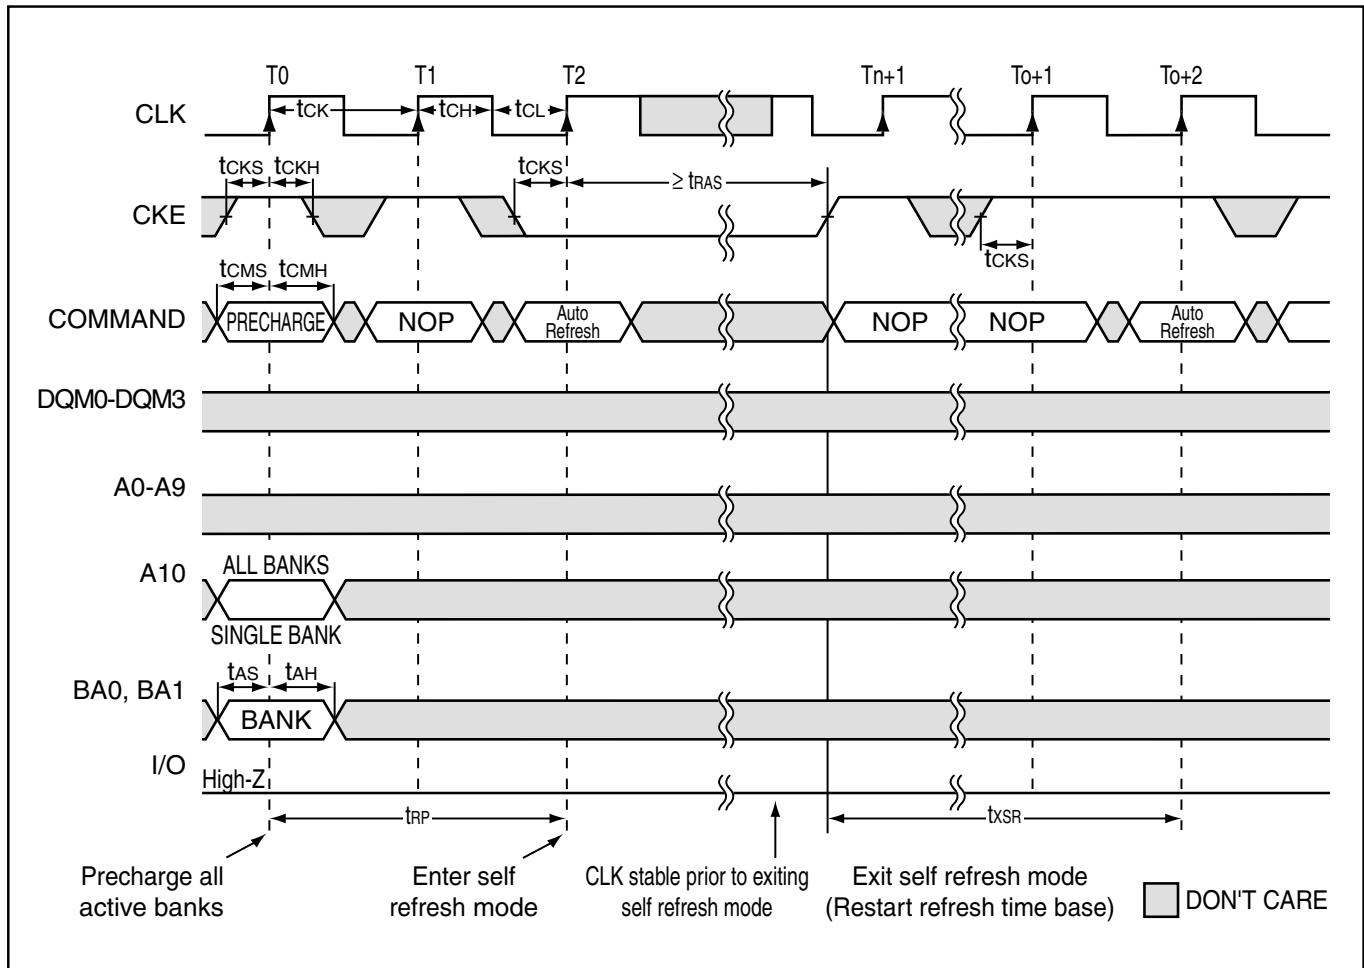 T0 T1 T2 Tn+1 To+1 To+2
CLK tCK tCH tCL
tCKS tCKH tCKS ≥ tRAS
CKE
tCKS
tCMS tCMH
COMMAND PRECHARGE NOP Auto Refresh NOP NOP Auto Refresh
DQM0-DQM3
A0-A9
A10 ALL BANKS
SINGLE BANK
tAS tAH
BA0, BA1 BANK
I/O High-Z
tRP tXSR
Precharge all
active banks
Enter self
refresh mode
CLK stable prior to exiting
self refresh mode
Exit self refresh mode
(Restart refresh time base)
DON'T CARE